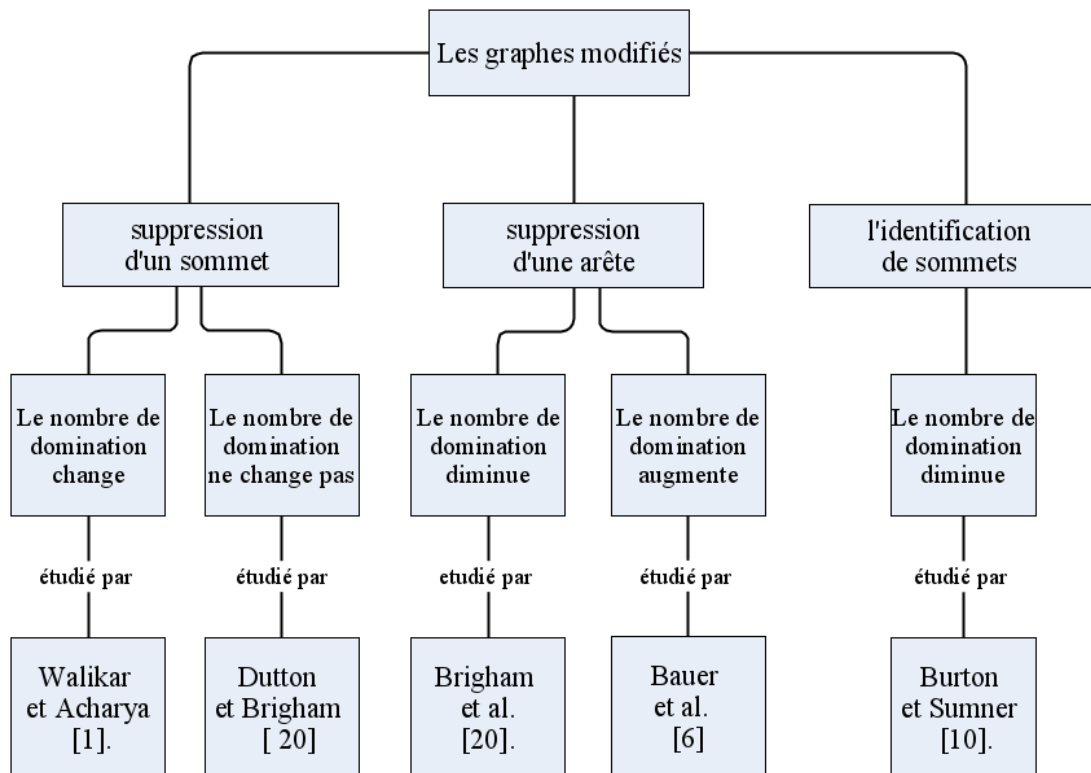 Les graphes modifiés
suppression
d'un sommet
suppression
d'une arête
l'identification
de sommets
Le nombre de
domination
change
Le nombre de
domination
ne change pas
Le nombre de
domination
diminue
Le nombre de
domination
augmente
Le nombre de
domination
diminue
étudié par
étudié par
etudié par
étudié par
étudié par
Walikar
et Acharya
[1].
Dutton
et Brigham
[ 20]
Brigham
et al.
[20].
Bauer
et al.
[6]
Burton
et Sumner
[10].